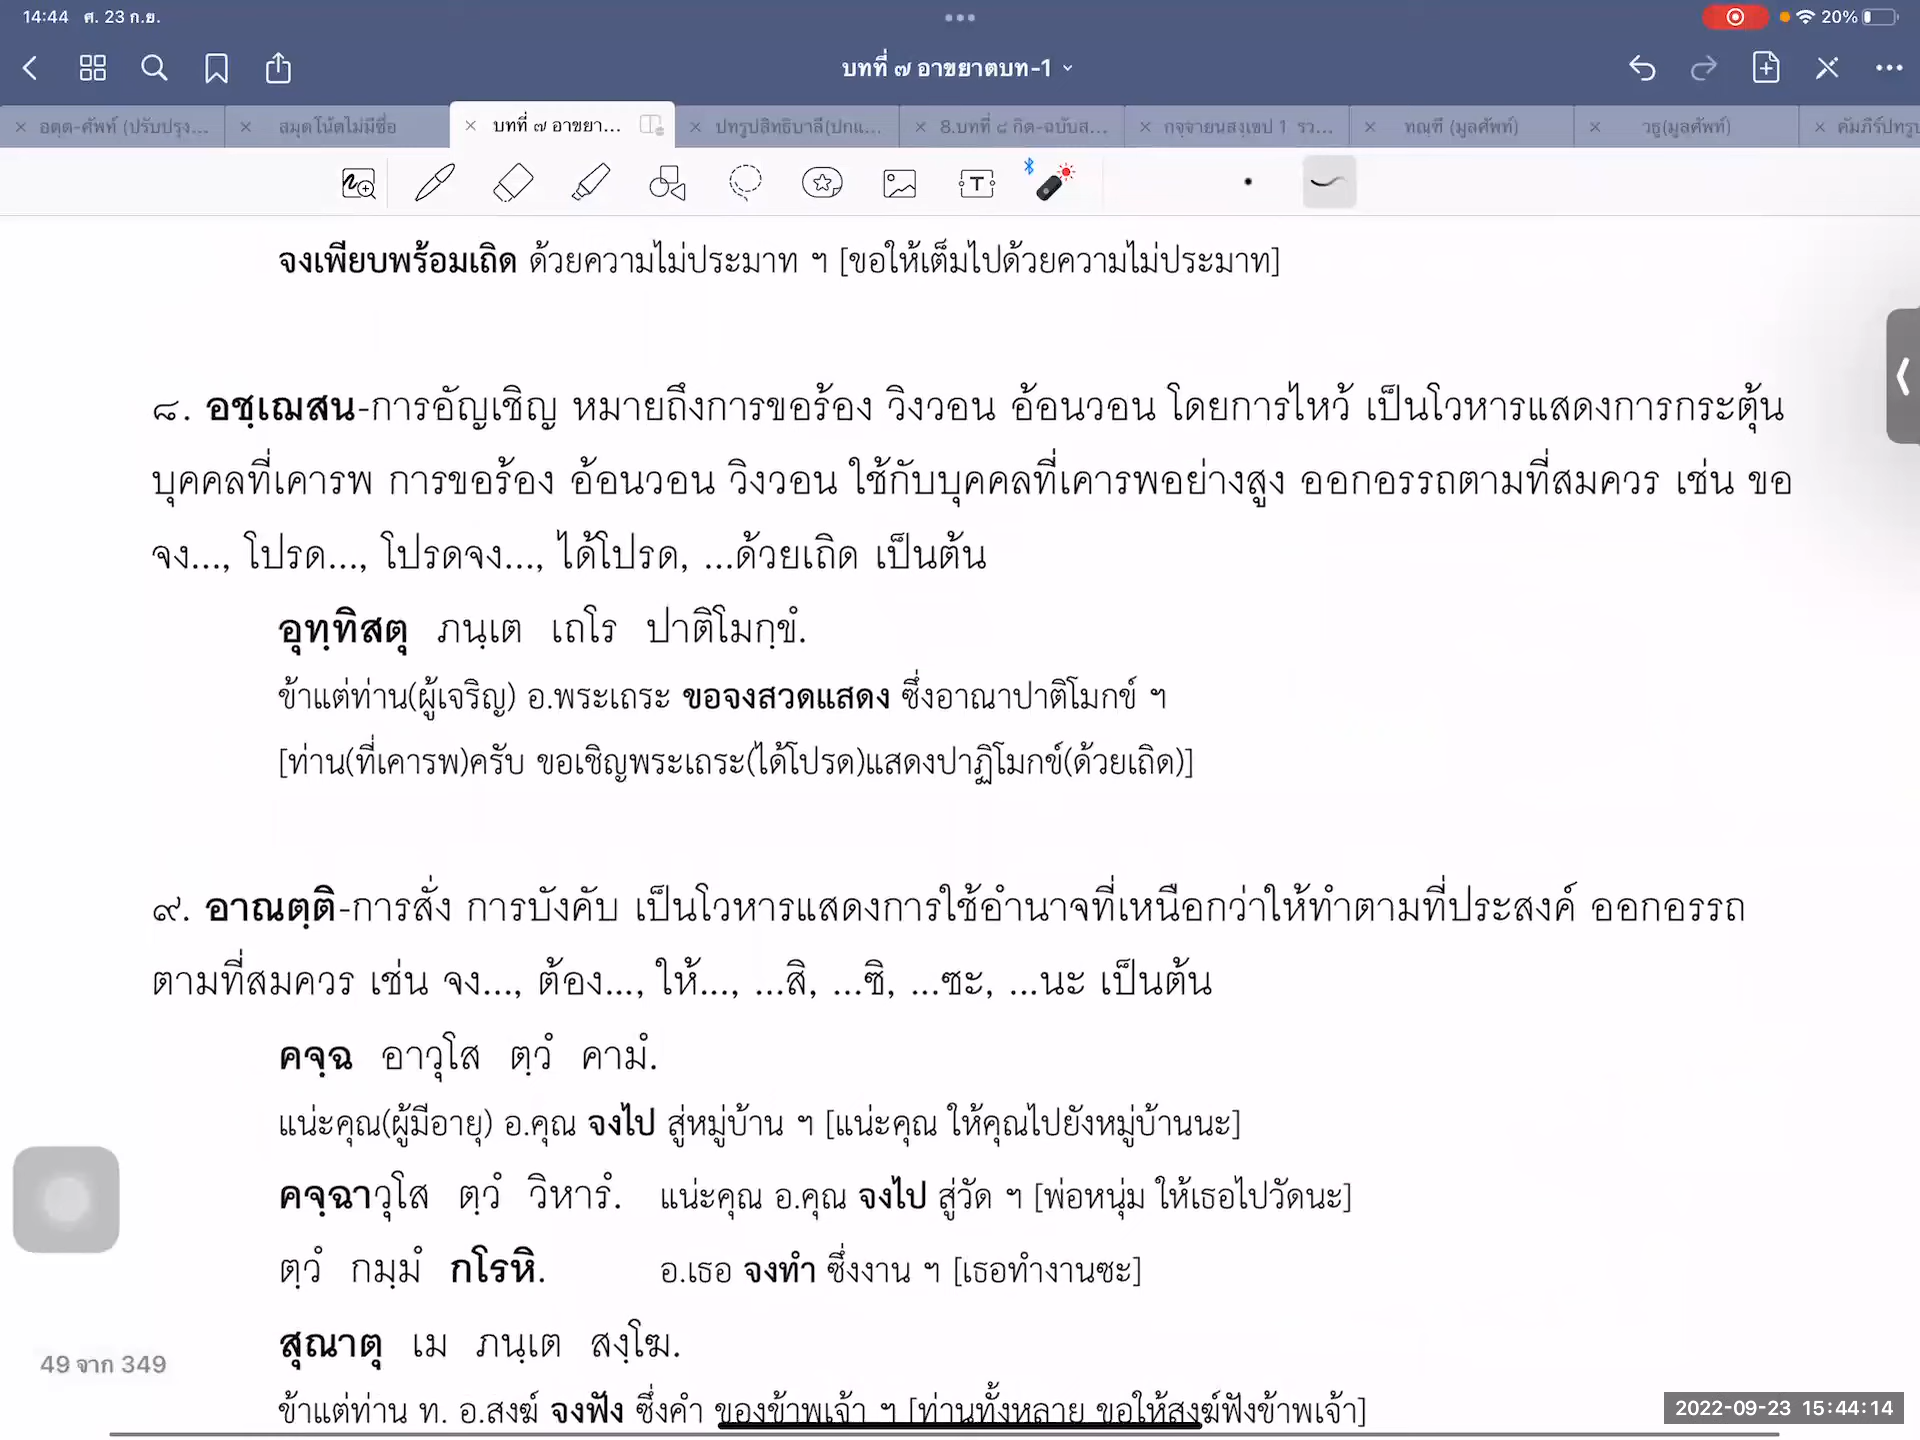 14:44 ศ. 23 ก.ย.
20%
บทที่ ๗ อาขยาตบท-1
อตฺต-ศัพท์ (ปรับปรุง...
สมุดโน้ตไม่มีชื่อ
บทที่ ๗ อาขยา...
ปทรูปสิทธิบาลี(ปกแ...
8.บทที่ ๘ กิต-ฉบับส...
กจฺจายนสงฺเขป 1 รว...
ทณฺฑี (มูลศัพท์)
วธู(มูลศัพท์)
คัมภีร์ปทรูป
จงเพียบพร้อมเถิด ด้วยความไม่ประมาท ฯ [ขอให้เต็มไปด้วยความไม่ประมาท]
๘. อชฺเฌสน-การอัญเชิญ หมายถึงการขอร้อง วิงวอน อ้อนวอน โดยการไหว้ เป็นโวหารแสดงการกระตุ้น
บุคคลที่เคารพ การขอร้อง อ้อนวอน วิงวอน ใช้กับบุคคลที่เคารพอย่างสูง ออกอรรถตามที่สมควร เช่น ขอ
จง..., โปรด..., โปรดจง..., ได้โปรด, ...ด้วยเถิด เป็นต้น
อุทฺทิสตุ ภนฺเต เถโร ปาติโมกฺขํ.
ข้าแต่ท่าน(ผู้เจริญ) อ.พระเถระ ขอจงสวดแสดง ซึ่งอาณาปาติโมกข์ ฯ
[ท่าน(ที่เคารพ)ครับ ขอเชิญพระเถระ(ได้โปรด)แสดงปาฏิโมกข์(ด้วยเถิด)]
๙. อาณตฺติ-การสั่ง การบังคับ เป็นโวหารแสดงการใช้อำนาจที่เหนือกว่าให้ทำตามที่ประสงค์ ออกอรรถ
ตามที่สมควร เช่น จง..., ต้อง..., ให้..., ...สิ, ...ซิ, ...ซะ, ...นะ เป็นต้น
คจฺฉ อาวุโส ตฺวํ คามํ.
แน่ะคุณ(ผู้มีอายุ) อ.คุณ จงไป สู่หมู่บ้าน ฯ [แน่ะคุณ ให้คุณไปยังหมู่บ้านนะ]
คจฺฉาวุโส ตฺวํ วิหารํ. แน่ะคุณ อ.คุณ จงไป สู่วัด ฯ [พ่อหนุ่ม ให้เธอไปวัดนะ]
ตฺวํ กมฺมํ กโรหิ. อ.เธอ จงทำ ซึ่งงาน ฯ [เธอทำงานซะ]
สุณาตุ เม ภนฺเต สงฺโฆ.
49 จาก 349
ข้าแต่ท่าน ท. อ.สงฆ์ จงฟัง ซึ่งคำ ของข้าพเจ้า ฯ [ท่านทั้งหลาย ขอให้สงฆ์ฟังข้าพเจ้า]
2022-09-23 15:44:14